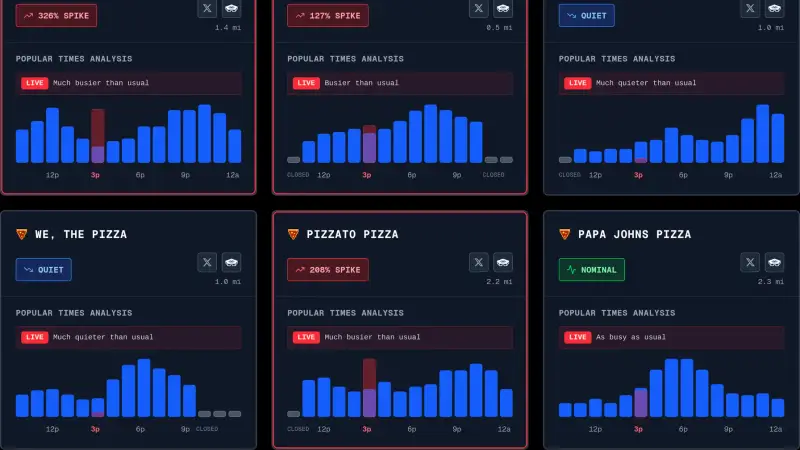 326% SPIKE
1.4 mi
POPULAR TIMES ANALYSIS
LIVE Much busier than usual
12p 3p 6p 9p 12a
127% SPIKE
0.5 mi
POPULAR TIMES ANALYSIS
LIVE Busier than usual
CLOSED 12p 3p 6p 9p CLOSED
QUIET
1.0 mi
POPULAR TIMES ANALYSIS
LIVE Much quieter than usual
CLOSED 12p 3p 6p 9p 12a
WE, THE PIZZA
QUIET
1.0 mi
POPULAR TIMES ANALYSIS
LIVE Much quieter than usual
12p 3p 6p 9p CLOSED
PIZZATO PIZZA
208% SPIKE
2.2 mi
POPULAR TIMES ANALYSIS
LIVE Much busier than usual
CLOSED 12p 3p 6p 9p 12a
PAPA JOHNS PIZZA
NOMINAL
2.3 mi
POPULAR TIMES ANALYSIS
LIVE As busy as usual
12p 3p 6p 9p 12a